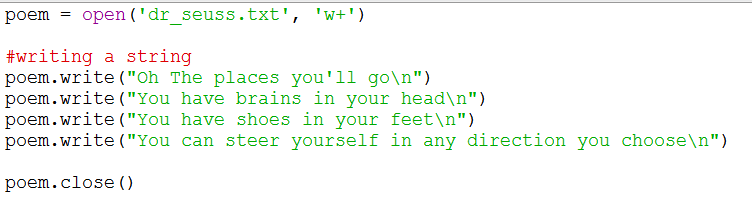 poem = open('dr_seuss.txt', 'w+')
#writing a string
poem.write("Oh The places you'll go\n")
poem.write("You have brains in your head\n")
poem.write("You have shoes in your feet\n")
poem.write("You can steer yourself in any direction you choose\n")
poem.close()